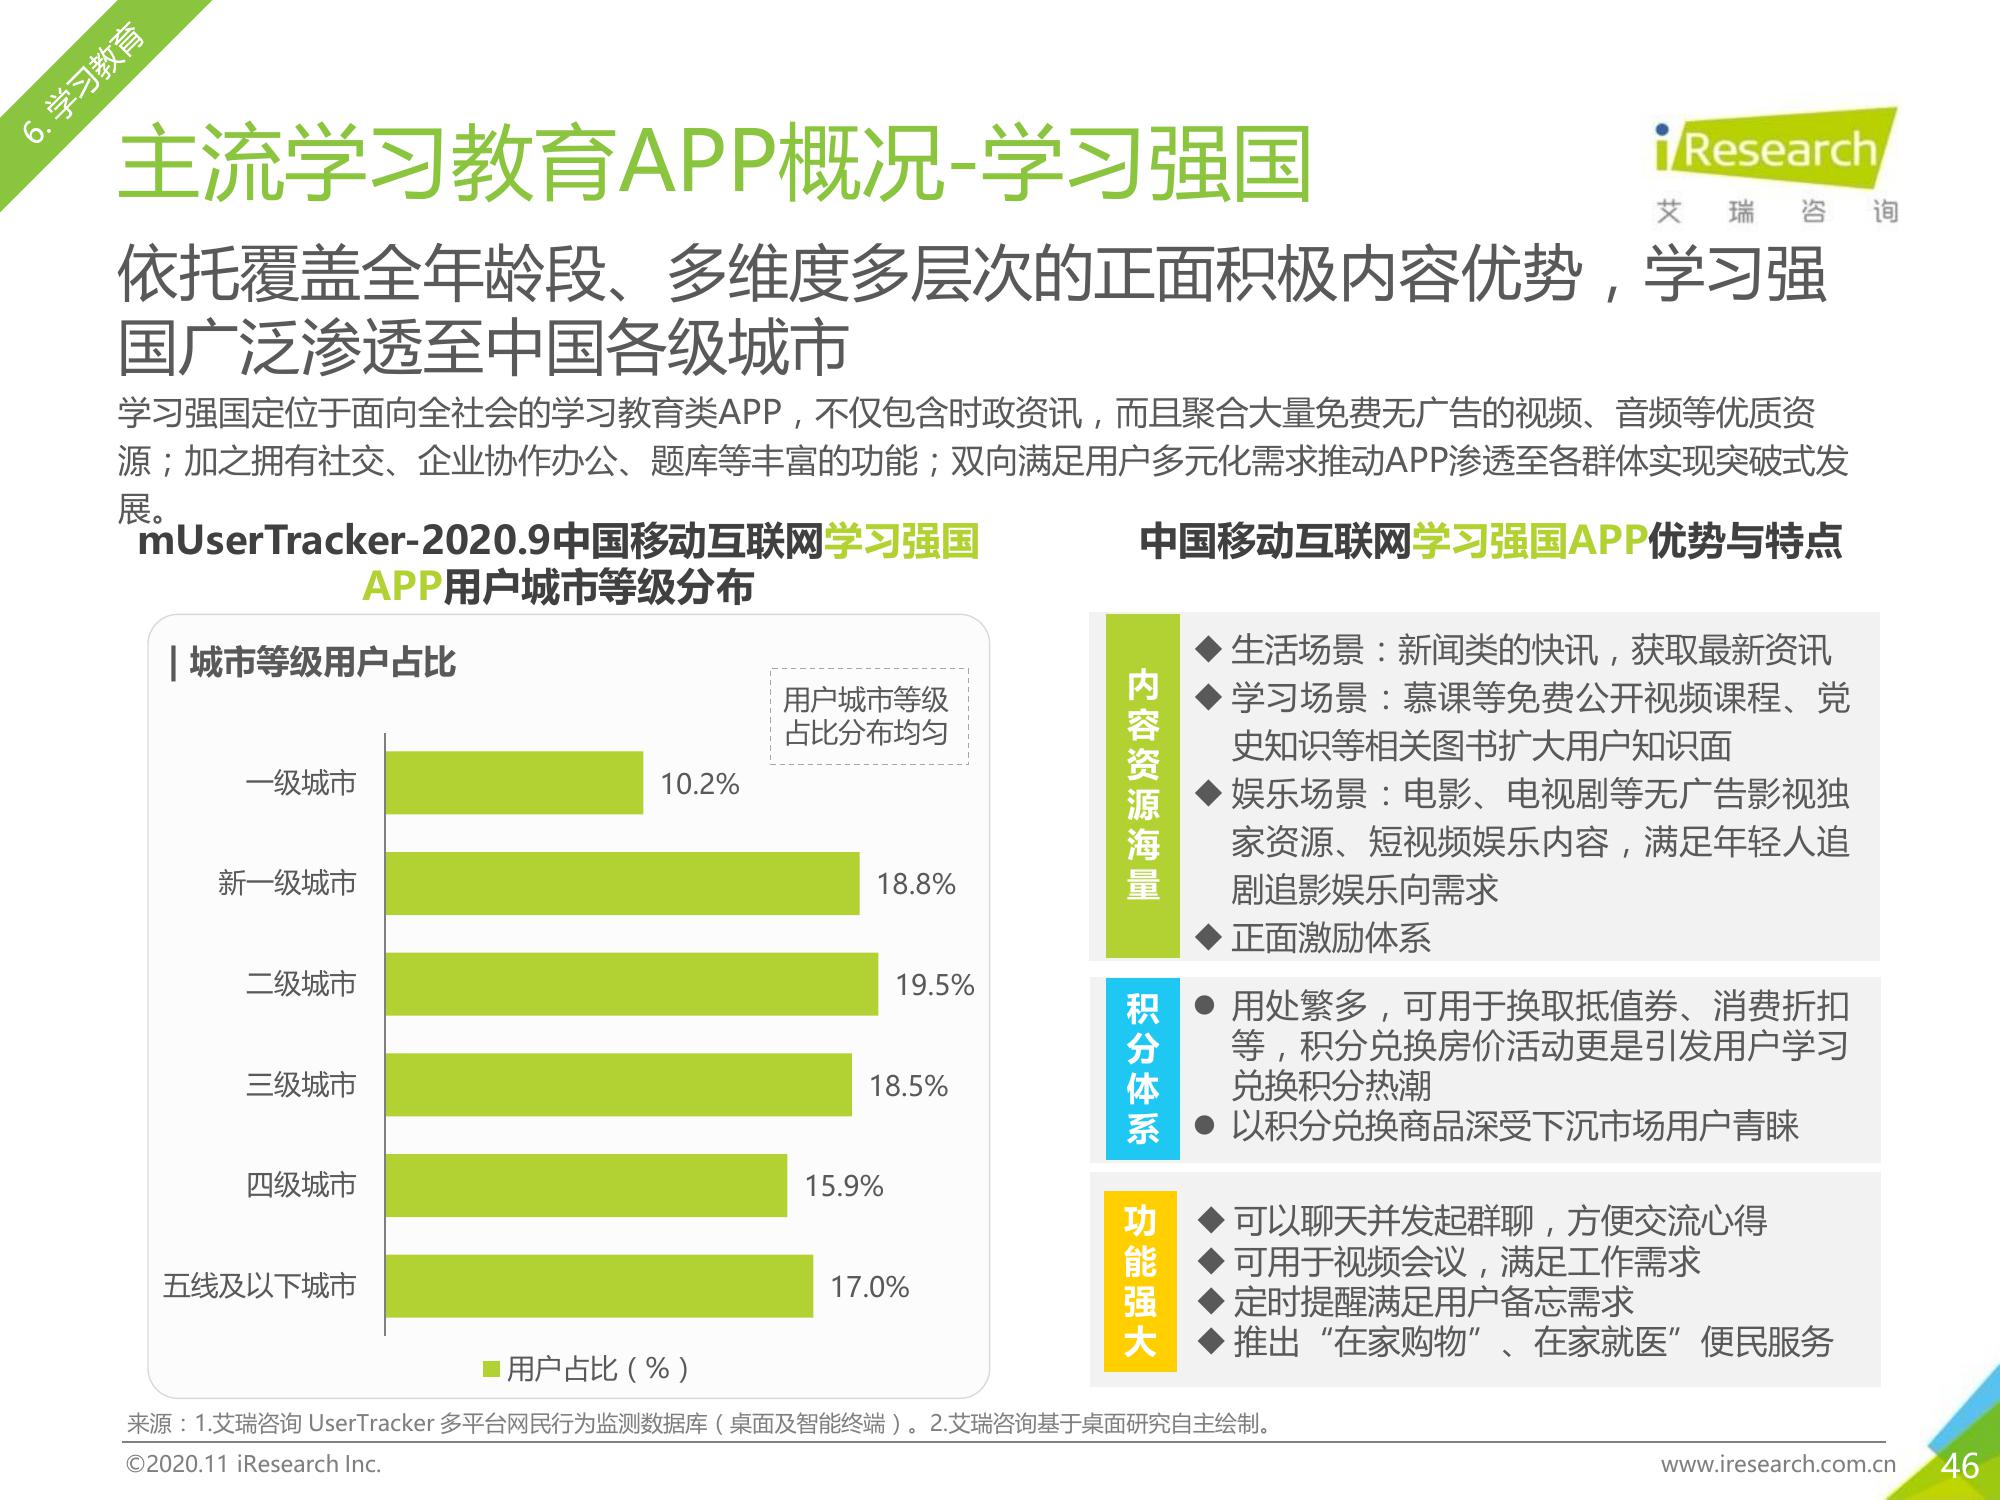 6. 学习教育
主流学习教育APP概况-学习强国
iResearch
艾瑞咨询
依托覆盖全年龄段、多维度多层次的正面积极内容优势，学习强
国广泛渗透至中国各级城市
学习强国定位于面向全社会的学习教育类APP，不仅包含时政资讯，而且聚合大量免费无广告的视频、音频等优质资
源；加之拥有社交、企业协作办公、题库等丰富的功能；双向满足用户多元化需求推动APP渗透至各群体实现突破式发
展。
mUserTracker-2020.9中国移动互联网学习强国
APP用户城市等级分布
| 城市等级用户占比
用户城市等级
占比分布均匀
一级城市 10.2%
新一级城市 18.8%
二级城市 19.5%
三级城市 18.5%
四级城市 15.9%
五线及以下城市 17.0%
用户占比（%）
中国移动互联网学习强国APP优势与特点
内容资源海量
◆ 生活场景：新闻类的快讯，获取最新资讯
◆ 学习场景：慕课等免费公开视频课程、党
史知识等相关图书扩大用户知识面
◆ 娱乐场景：电影、电视剧等无广告影视独
家资源、短视频娱乐内容，满足年轻人追
剧追影娱乐向需求
◆ 正面激励体系
积分体系
● 用处繁多，可用于换取抵值券、消费折扣
等，积分兑换房价活动更是引发用户学习
兑换积分热潮
● 以积分兑换商品深受下沉市场用户青睐
功能强大
◆ 可以聊天并发起群聊，方便交流心得
◆ 可用于视频会议，满足工作需求
◆ 定时提醒满足用户备忘需求
◆ 推出“在家购物”、在家就医”便民服务
来源：1.艾瑞咨询 UserTracker 多平台网民行为监测数据库（桌面及智能终端）。2.艾瑞咨询基于桌面研究自主绘制。
©2020.11 iResearch Inc.
www.iresearch.com.cn
46